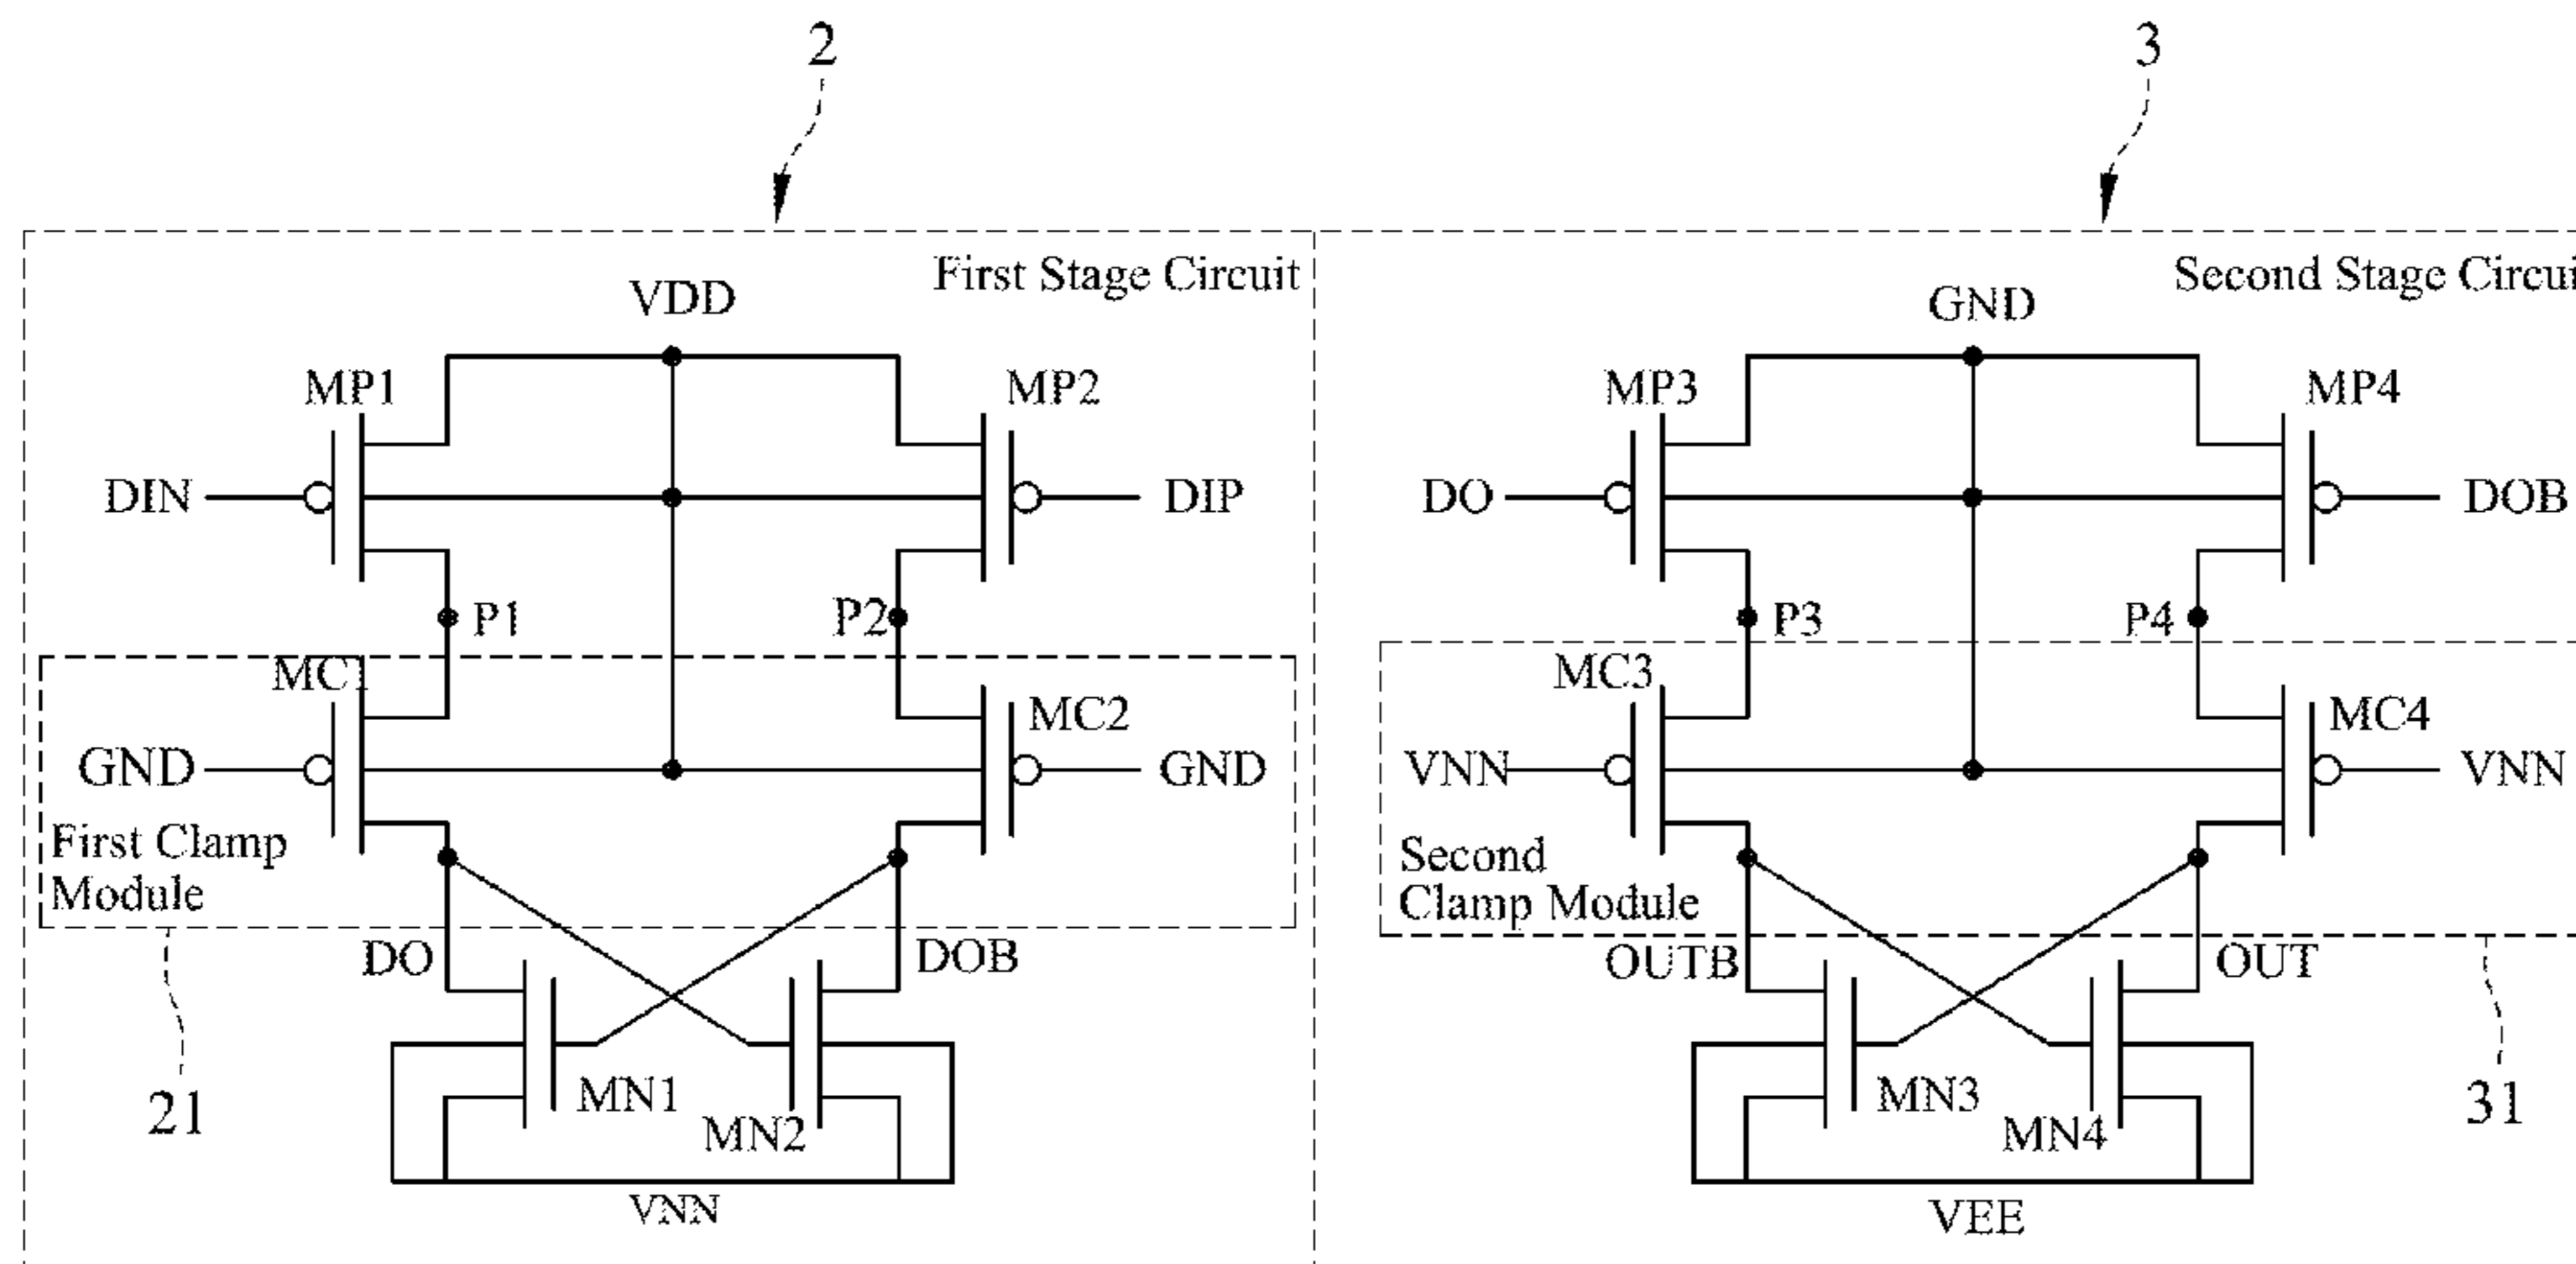 2
3
First Stage Circuit
Second Stage Circui
VDD
GND
MP1
MP2
MP3
MP4
DIN
DIP
DO
DOB
P1
P2
P3
P4
MC1
MC2
MC3
MC4
GND
GND
VNN
VNN
First Clamp
Module
Second
Clamp Module
DO
DOB
OUTB
OUT
MN1
MN2
MN3
MN4
21
31
VNN
VEE